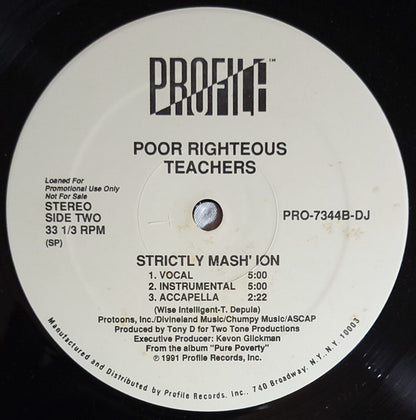 PROFILE™
POOR RIGHTEOUS
TEACHERS
Loaned For
Promotional Use Only
Not For Sale
STEREO
SIDE TWO
33 1/3 RPM
(SP)
PRO-7344B-DJ
STRICTLY MASH' ION
1. VOCAL 5:00
2. INSTRUMENTAL 5:00
3. ACCAPELLA 2:22
(Wise Intelligent-T. Depula)
Protoons, Inc./Divineland Music/Chumpy Music/ASCAP
Produced by Tony D for Two Tone Productions
Executive Producer: Kevon Glickman
From the album "Pure Poverty"
℗ 1991 Profile Records, Inc.
Manufactured and Distributed by Profile Records, Inc., 740 Broadway, N.Y., N.Y. 10003